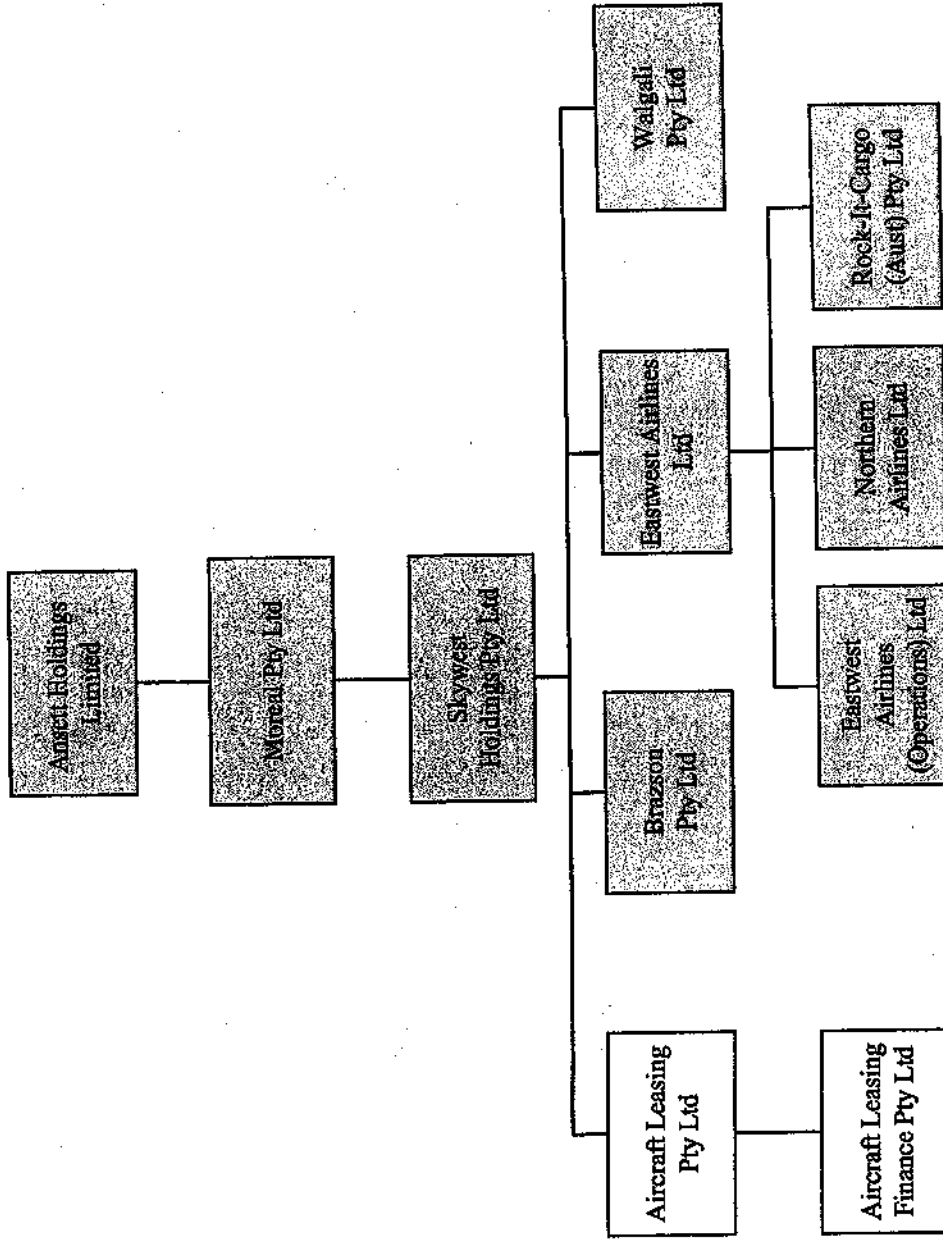 Ansett Holdings
Limited
Moreal Pty Ltd
Skywest
Holdings Pty Ltd
Aircraft Leasing
Pty Ltd
Brazson
Pty Ltd
Eastwest Airlines
Ltd
Walgali
Pty Ltd
Aircraft Leasing
Finance Pty Ltd
Eastwest
Airlines
(Operations) Ltd
Northern
Airlines Ltd
Rock-It-Cargo
(Aust) Pty Ltd